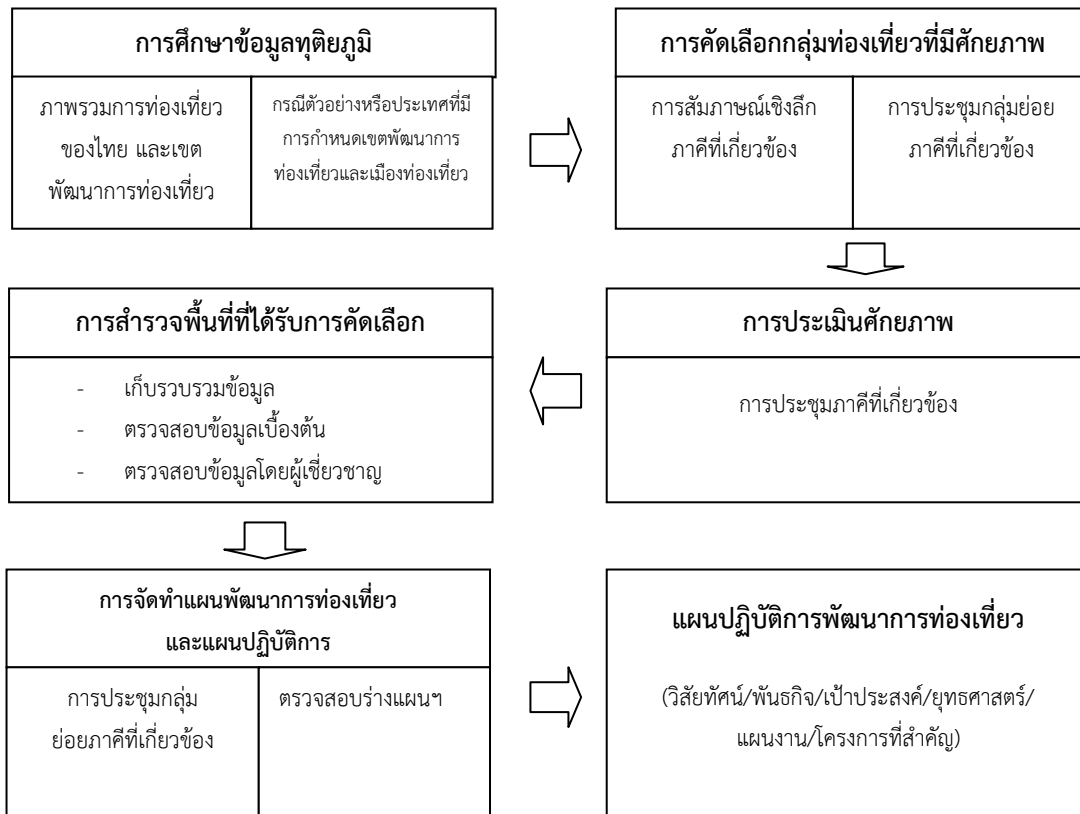 การศึกษาข้อมูลทุติยภูมิ
ภาพรวมการท่องเที่ยว
ของไทย และเขต
พัฒนาการท่องเที่ยว
กรณีตัวอย่างหรือประเทศที่มี
การกำหนดเขตพัฒนาการ
ท่องเที่ยวและเมืองท่องเที่ยว
การคัดเลือกกลุ่มท่องเที่ยวที่มีศักยภาพ
การสัมภาษณ์เชิงลึก
ภาคีที่เกี่ยวข้อง
การประชุมกลุ่มย่อย
ภาคีที่เกี่ยวข้อง
การประเมินศักยภาพ
การประชุมภาคีที่เกี่ยวข้อง
การสำรวจพื้นที่ที่ได้รับการคัดเลือก
- เก็บรวบรวมข้อมูล
- ตรวจสอบข้อมูลเบื้องต้น
- ตรวจสอบข้อมูลโดยผู้เชี่ยวชาญ
การจัดทำแผนพัฒนาการท่องเที่ยว
และแผนปฏิบัติการ
การประชุมกลุ่ม
ย่อยภาคีที่เกี่ยวข้อง
ตรวจสอบร่างแผนฯ
แผนปฏิบัติการพัฒนาการท่องเที่ยว
(วิสัยทัศน์/พันธกิจ/เป้าประสงค์/ยุทธศาสตร์/
แผนงาน/โครงการที่สำคัญ)